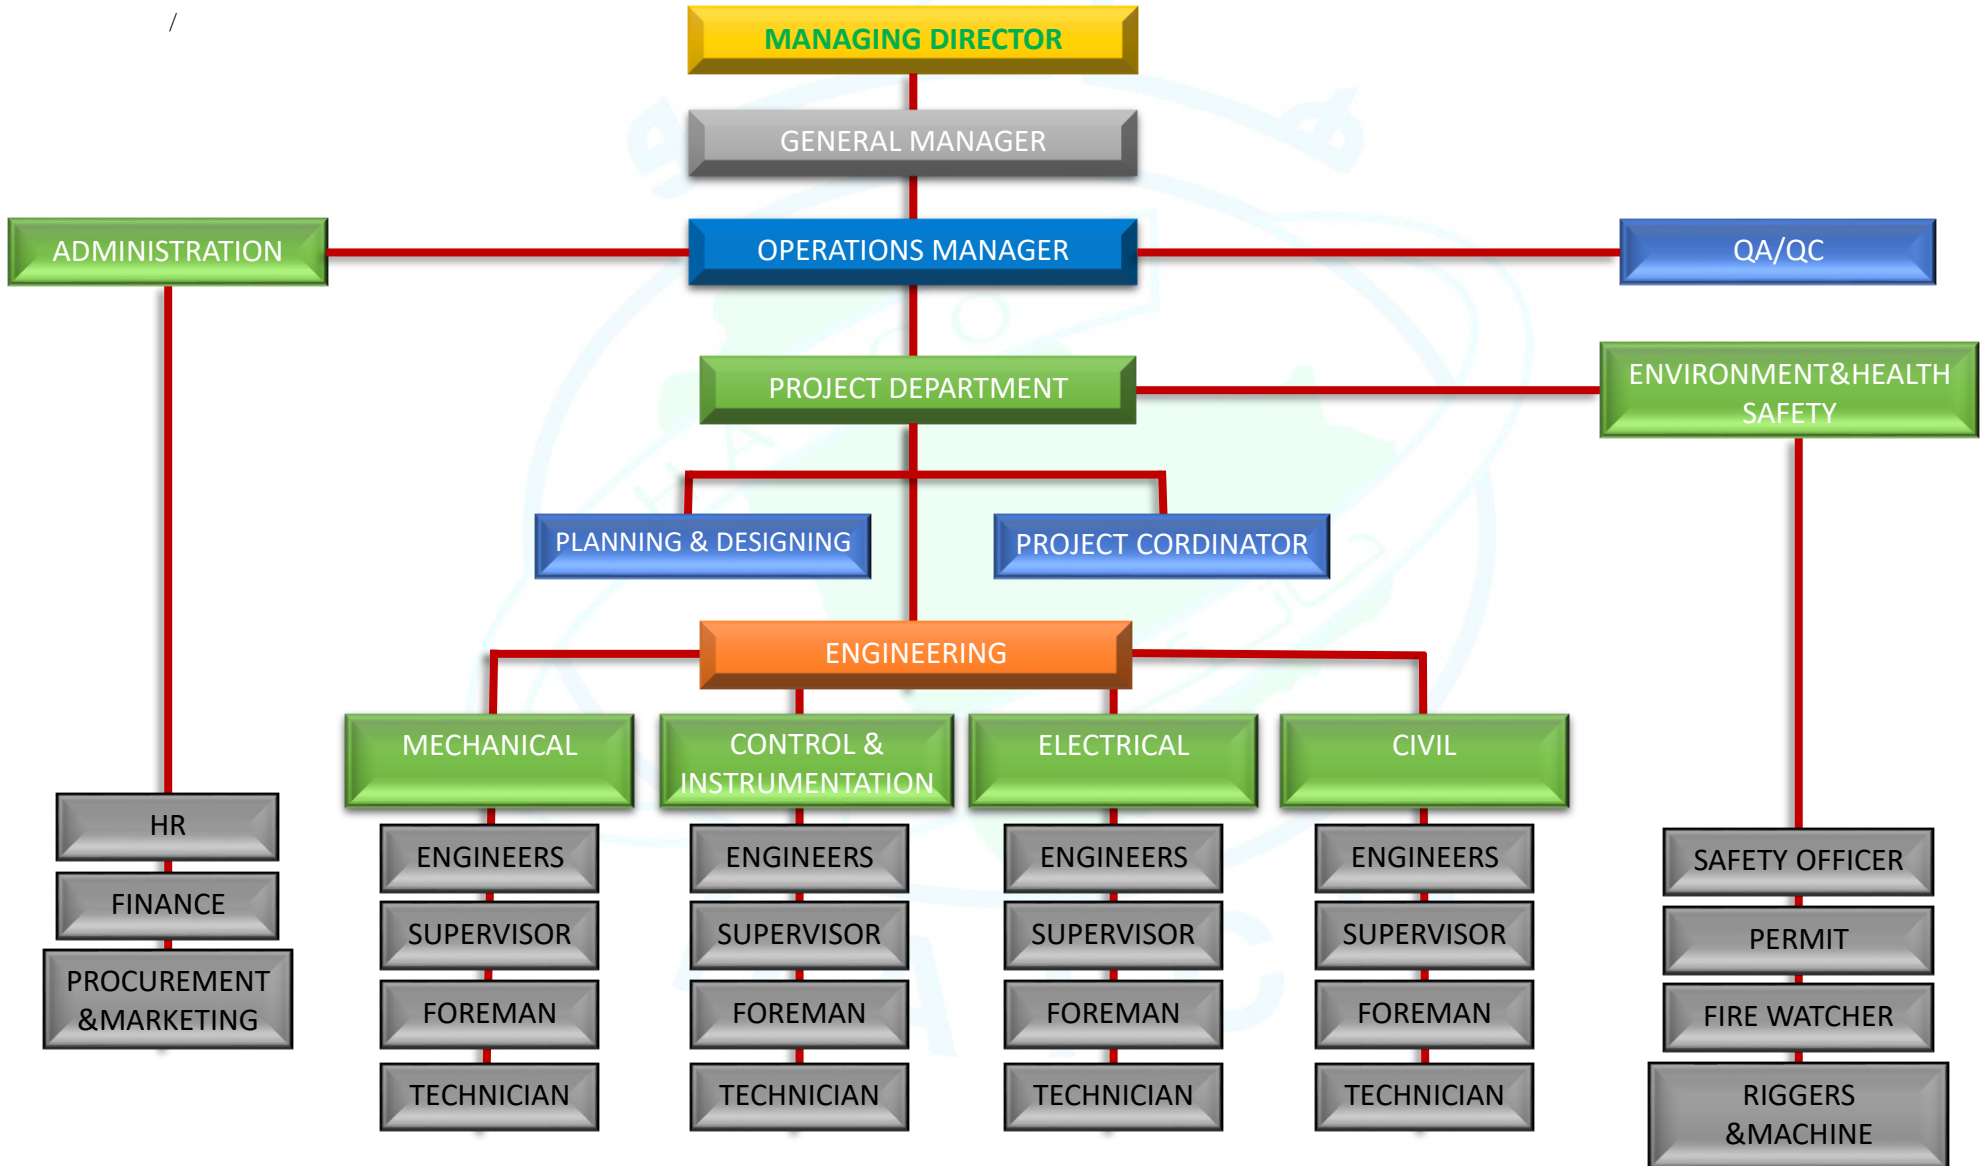 /
MANAGING DIRECTOR
GENERAL MANAGER
ADMINISTRATION
OPERATIONS MANAGER
QA/QC
PROJECT DEPARTMENT
ENVIRONMENT&HEALTH
SAFETY
PLANNING & DESIGNING
PROJECT CORDINATOR
ENGINEERING
MECHANICAL
CONTROL &
INSTRUMENTATION
ELECTRICAL
CIVIL
HR
FINANCE
PROCUREMENT
&MARKETING
ENGINEERS
SUPERVISOR
FOREMAN
TECHNICIAN
ENGINEERS
SUPERVISOR
FOREMAN
TECHNICIAN
ENGINEERS
SUPERVISOR
FOREMAN
TECHNICIAN
ENGINEERS
SUPERVISOR
FOREMAN
TECHNICIAN
SAFETY OFFICER
PERMIT
FIRE WATCHER
RIGGERS
&MACHINE